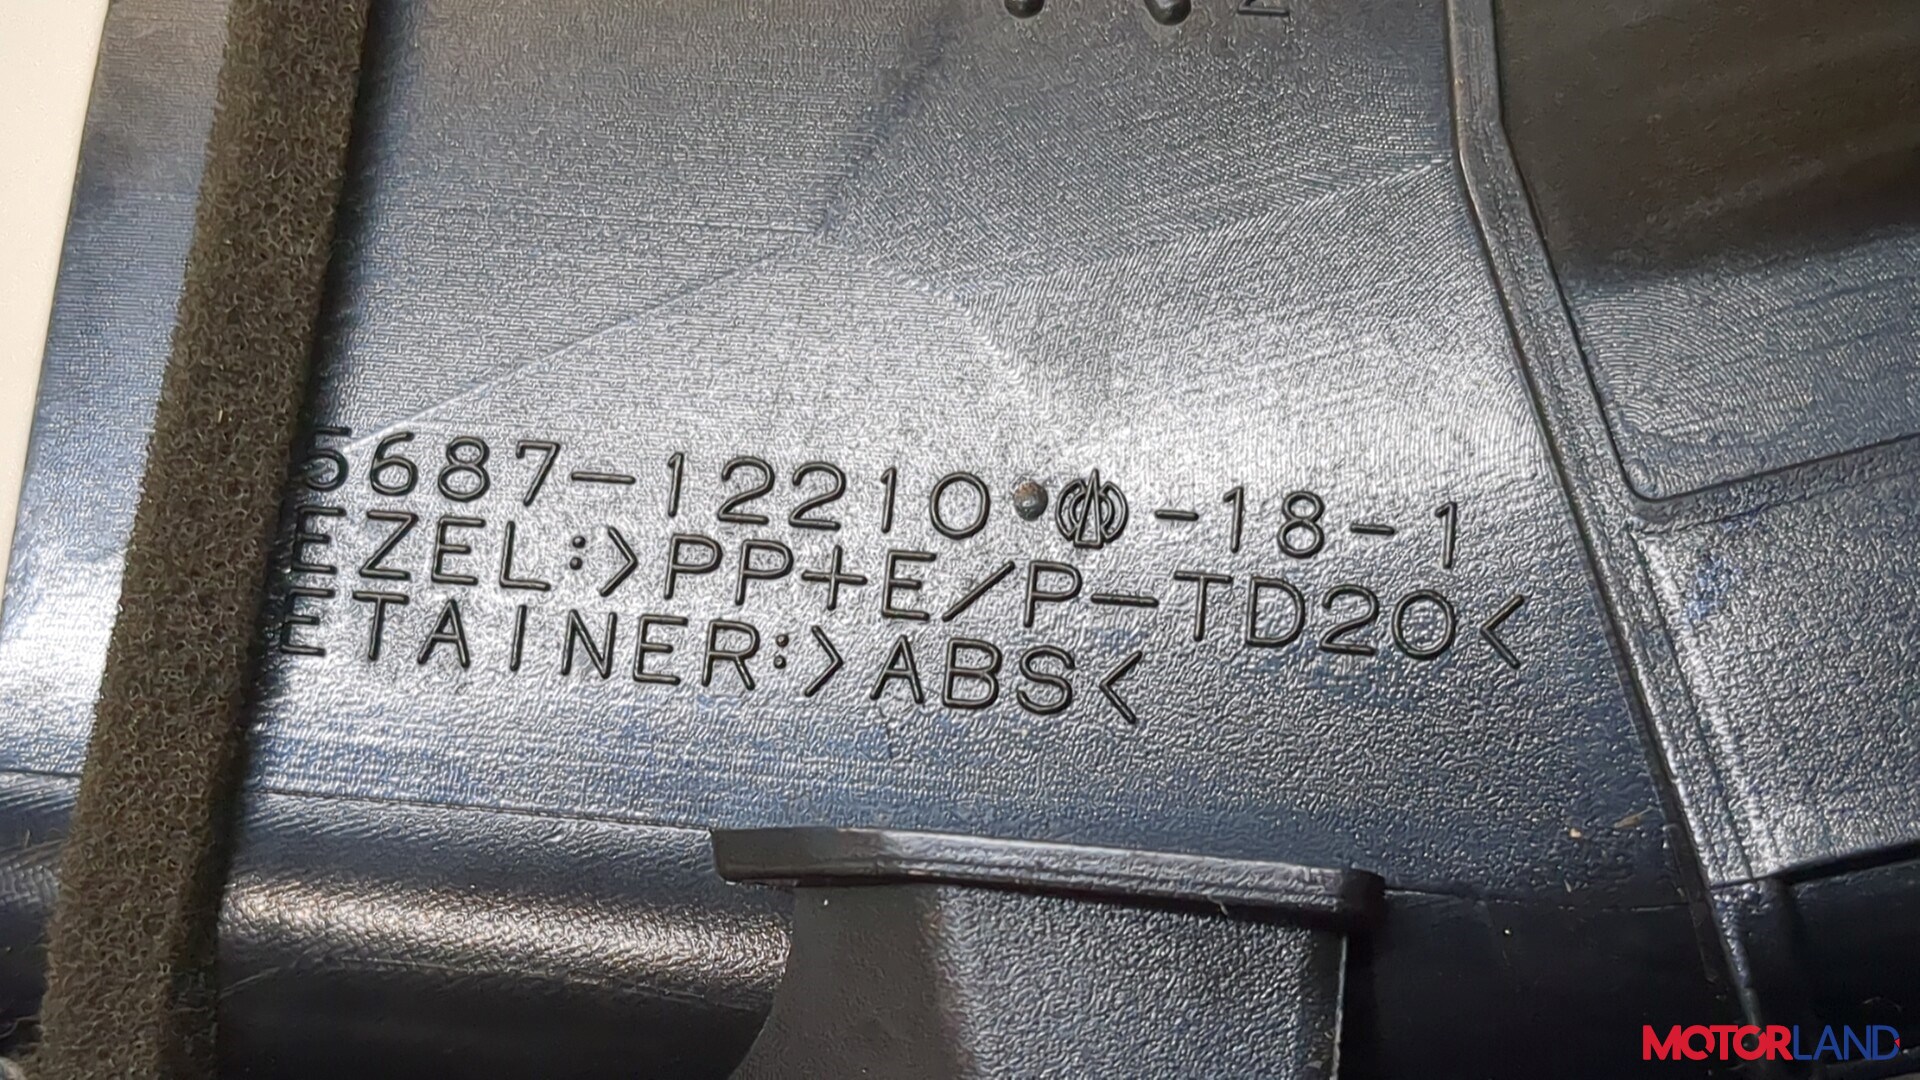 5687-12210 -18-1
EZEL:>PP+E/P-TD20<
ETAINER:>ABS<
MOTORLAND